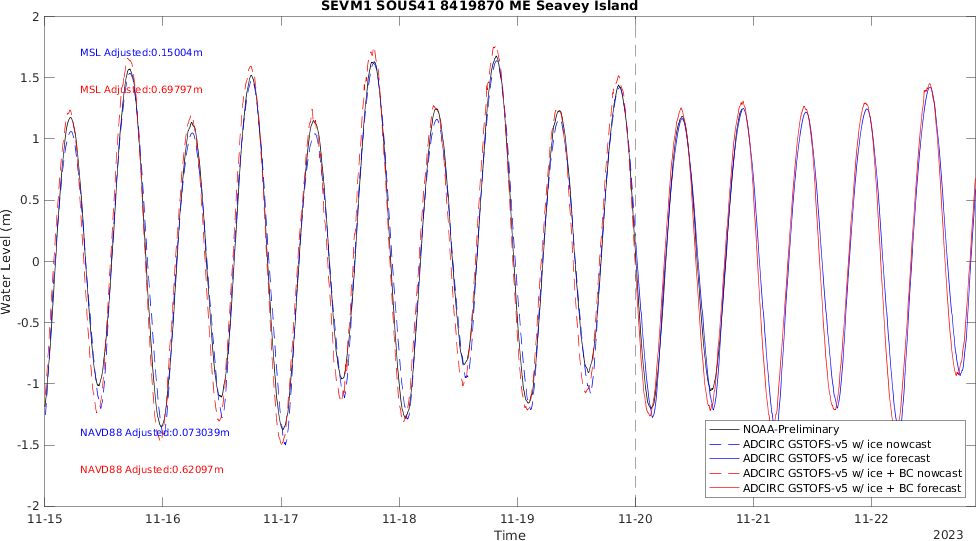 SEVM1 SOUS41 8419870 ME Seavey Island
2
1.5
1
0.5
0
-0.5
-1
-1.5
-2
Water Level (m)
MSL Adjusted:0.15004m
MSL Adjusted:0.69797m
NAVD88 Adjusted:0.073039m
NAVD88 Adjusted:0.62097m
NOAA-Preliminary
ADCIRC GSTOFS-v5 w/ ice nowcast
ADCIRC GSTOFS-v5 w/ ice forecast
ADCIRC GSTOFS-v5 w/ ice + BC nowcast
ADCIRC GSTOFS-v5 w/ ice + BC forecast
11-15 11-16 11-17 11-18 11-19 11-20 11-21 11-22
Time
2023